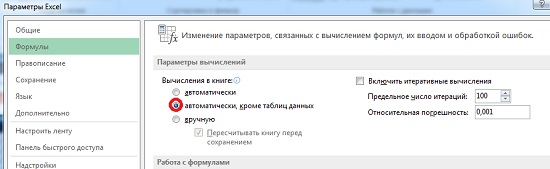 Параметры Excel
Общие
Формулы
Правописание
Сохранение
Язык
Дополнительно
Настроить ленту
Панель быстрого доступа
Надстройки
Изменение параметров, связанных с вычислением формул, их вводом и обработкой ошибок.
Параметры вычислений
Вычисления в книге:
автоматически
автоматически, кроме таблиц данных
вручную
Пересчитывать книгу перед
сохранением
Включить итеративные вычисления
Предельное число итераций: 100
Относительная погрешность: 0,001
Работа с формулами